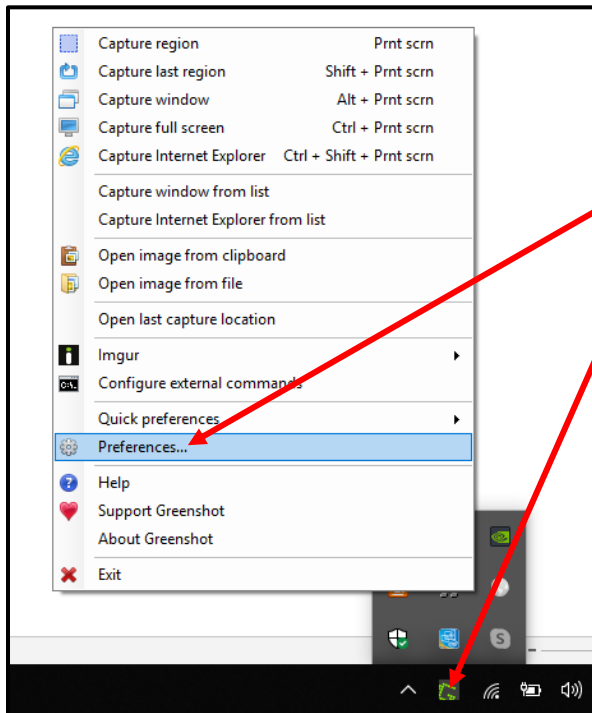 Capture region Prnt scrn
Capture last region Shift + Prnt scrn
Capture window Alt + Prnt scrn
Capture full screen Ctrl + Prnt scrn
Capture Internet Explorer Ctrl + Shift + Prnt scrn
Capture window from list
Capture Internet Explorer from list
Open image from clipboard
Open image from file
Open last capture location
Imgur
Configure external commands
Quick preferences
Preferences...
Help
Support Greenshot
About Greenshot
Exit